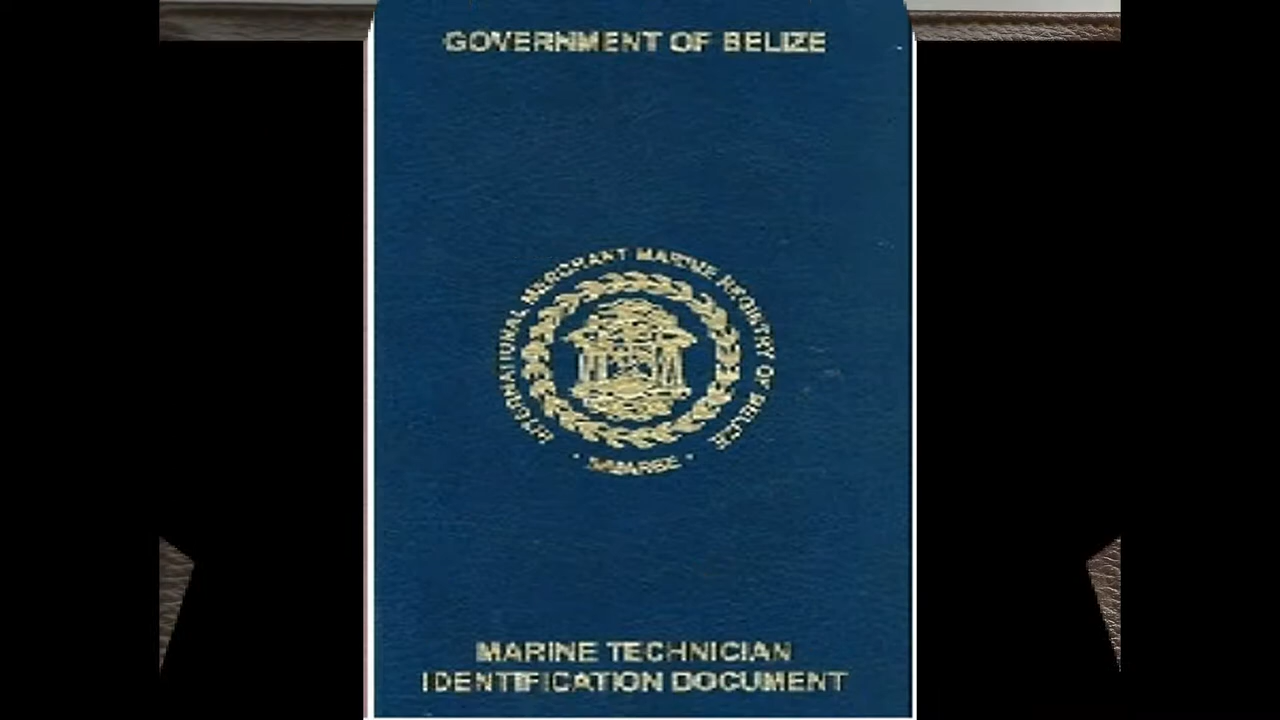 GOVERNMENT OF BELIZE
INTERNATIONAL MERCHANT MARINE REGISTRY OF BELIZE
MARINE TECHNICIAN
IDENTIFICATION DOCUMENT